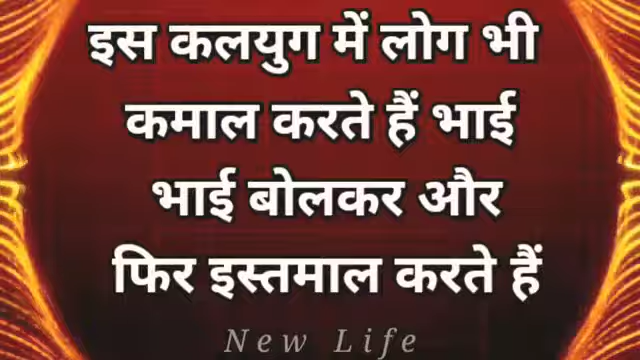 इस कलयुग में लोग भी
कमाल करते हैं भाई
भाई बोलकर और
फिर इस्तमाल करते हैं
New Life